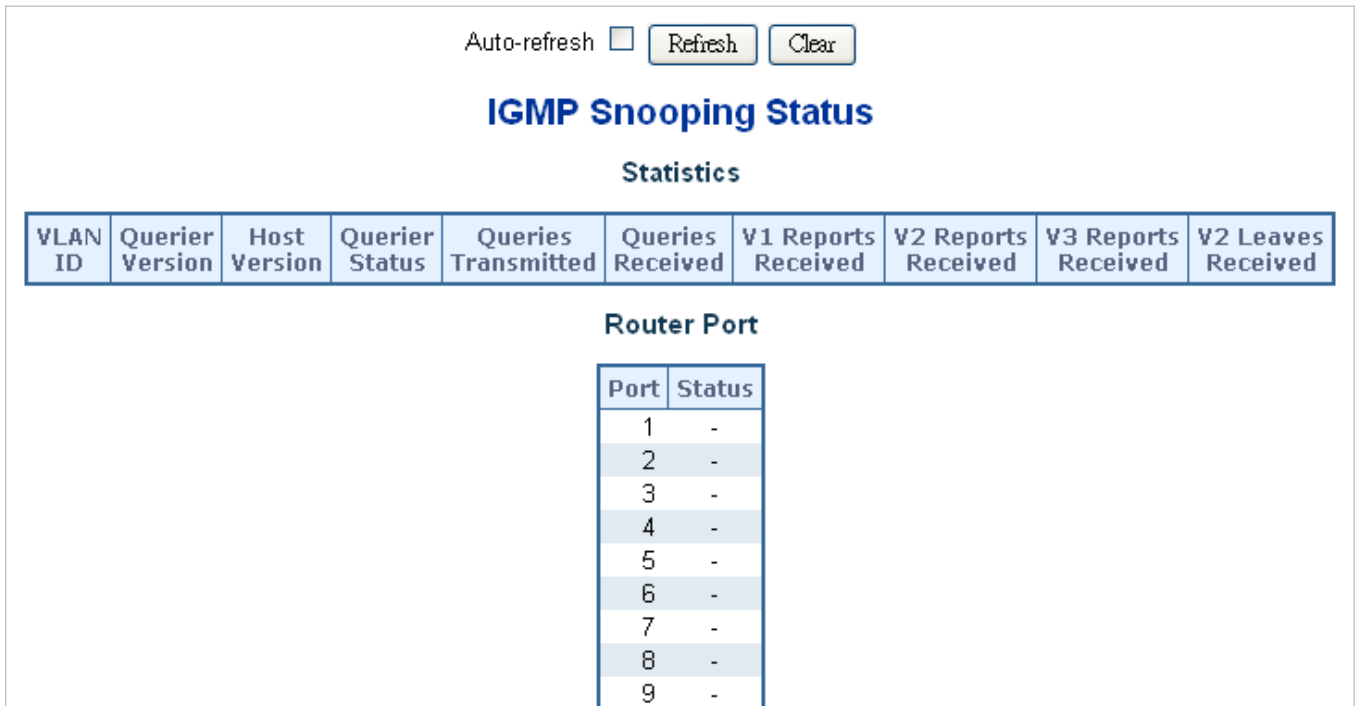 Auto-refresh Refresh Clear
IGMP Snooping Status
Statistics
VLAN ID Querier Version Host Version Querier Status Queries Transmitted Queries Received V1 Reports Received V2 Reports Received V3 Reports Received V2 Leaves Received
Router Port
Port Status
1 -
2 -
3 -
4 -
5 -
6 -
7 -
8 -
9 -